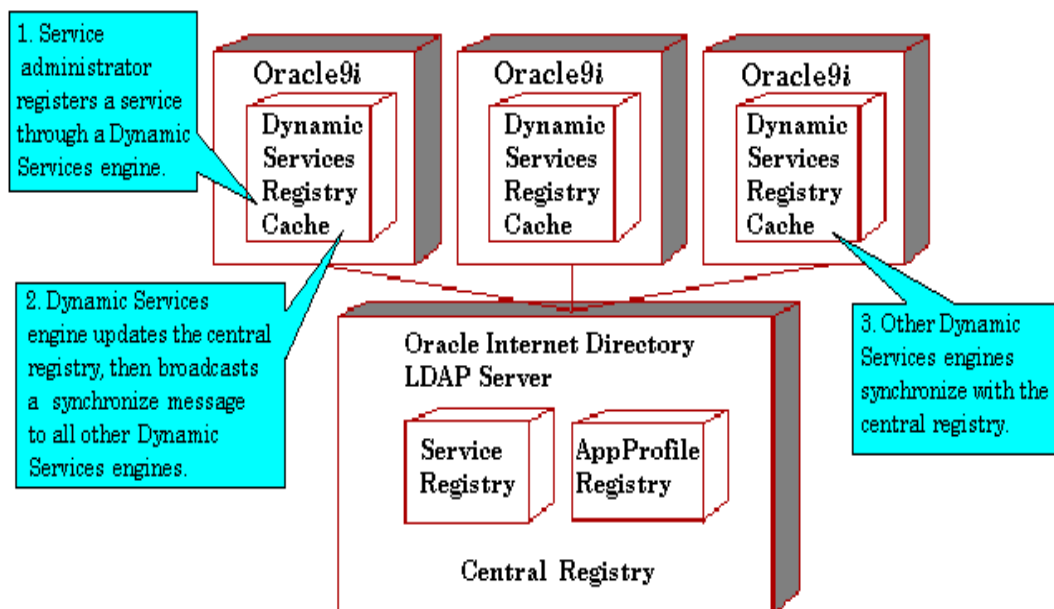 1. Service
administrator
registers a service
through a Dynamic
Services engine.
Oracle9i
Dynamic
Services
Registry
Cache
Oracle9i
Dynamic
Services
Registry
Cache
Oracle9i
Dynamic
Services
Registry
Cache
2. Dynamic Services
engine updates the central
registry, then broadcasts
a synchronize message
to all other Dynamic
Services engines.
3. Other Dynamic
Services engines
synchronize with the
central registry.
Oracle Internet Directory
LDAP Server
Service
Registry
AppProfile
Registry
Central Registry